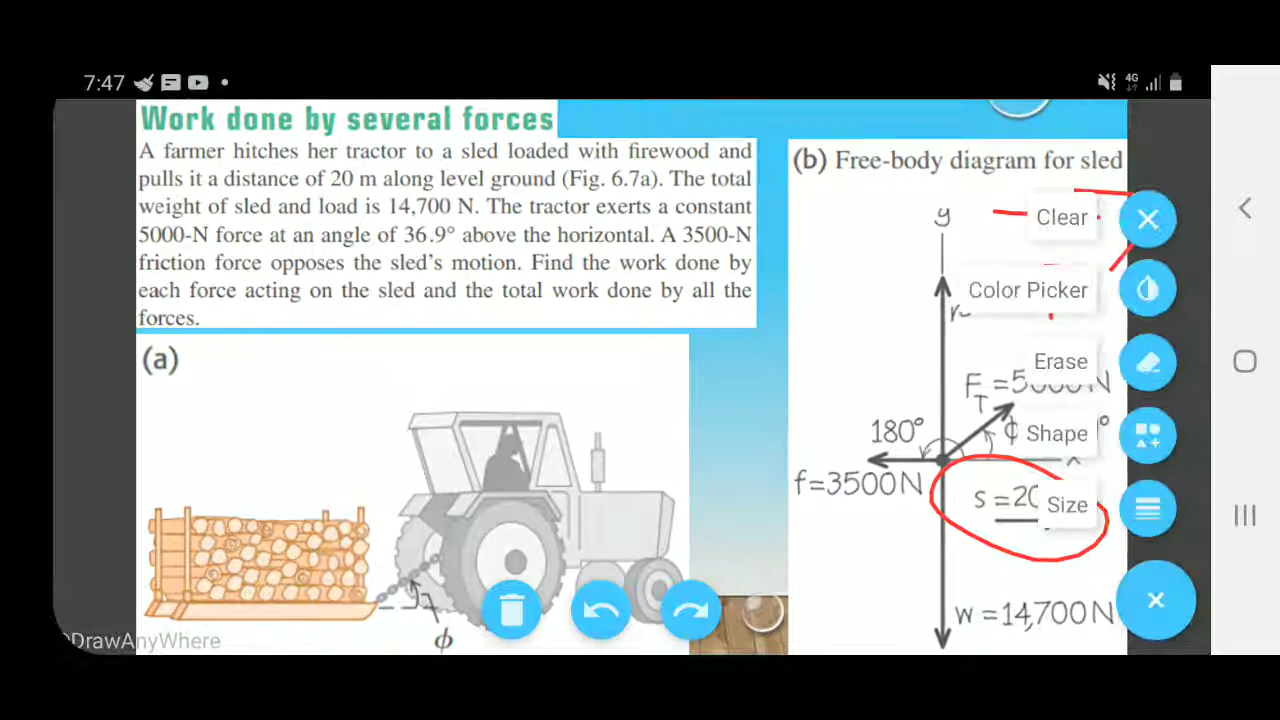 7:47
4G
Work done by several forces
A farmer hitches her tractor to a sled loaded with firewood and
pulls it a distance of 20 m along level ground (Fig. 6.7a). The total
weight of sled and load is 14,700 N. The tractor exerts a constant
5000-N force at an angle of 36.9° above the horizontal. A 3500-N
friction force opposes the sled's motion. Find the work done by
each force acting on the sled and the total work done by all the
forces.
(a)
ϕ
DrawAnyWhere
(b) Free-body diagram for sled
y
Clear
Color Picker
Erase
F_T =5000N
180°
ϕ
Shape
°
f=3500N
s =20
Size
w =14,700N